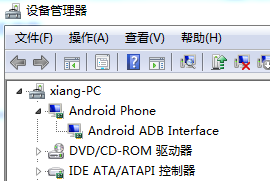 设备管理器
文件(F) 操作(A) 查看(V) 帮助(H)
xiang-PC
Android Phone
Android ADB Interface
DVD/CD-ROM 驱动器
IDE ATA/ATAPI 控制器